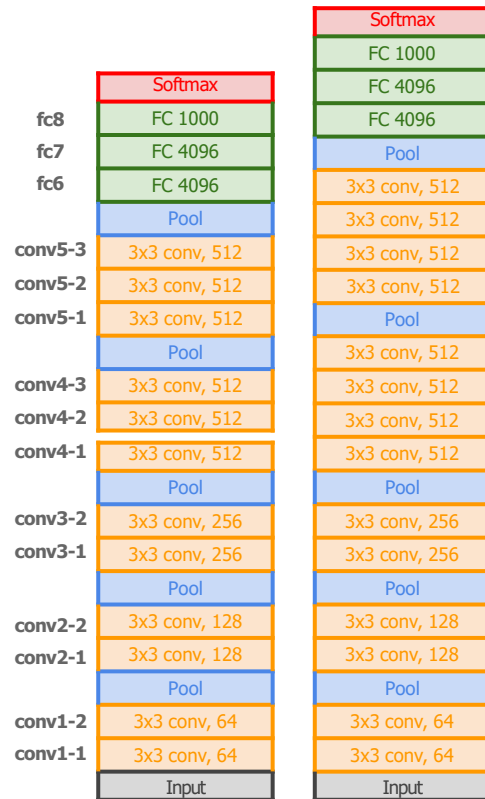 Softmax
fc8 FC 1000
fc7 FC 4096
fc6 FC 4096
Pool
conv5-3 3x3 conv, 512
conv5-2 3x3 conv, 512
conv5-1 3x3 conv, 512
Pool
conv4-3 3x3 conv, 512
conv4-2 3x3 conv, 512
conv4-1 3x3 conv, 512
Pool
conv3-2 3x3 conv, 256
conv3-1 3x3 conv, 256
Pool
conv2-2 3x3 conv, 128
conv2-1 3x3 conv, 128
Pool
conv1-2 3x3 conv, 64
conv1-1 3x3 conv, 64
Input
Softmax
FC 1000
FC 4096
FC 4096
Pool
3x3 conv, 512
3x3 conv, 512
3x3 conv, 512
3x3 conv, 512
Pool
3x3 conv, 512
3x3 conv, 512
3x3 conv, 512
3x3 conv, 512
Pool
3x3 conv, 256
3x3 conv, 256
Pool
3x3 conv, 128
3x3 conv, 128
Pool
3x3 conv, 64
3x3 conv, 64
Input